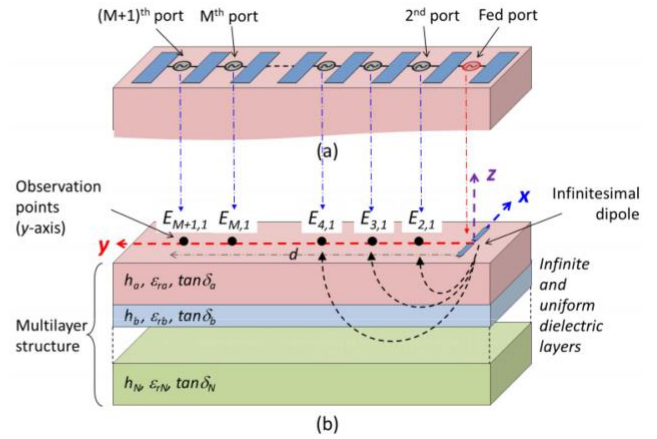 (M+1)th port
Mth port
2nd port
Fed port
(a)
z
x
Observation
points
(y-axis)
EM+1,1
EM,1
E4,1
E3,1
E2,1
Infinitesimal
dipole
y
d
Multilayer
structure
ha, εra, tanδa
hb, εrb, tanδb
hN, εrN, tanδN
Infinite
and
uniform
dielectric
layers
(b)